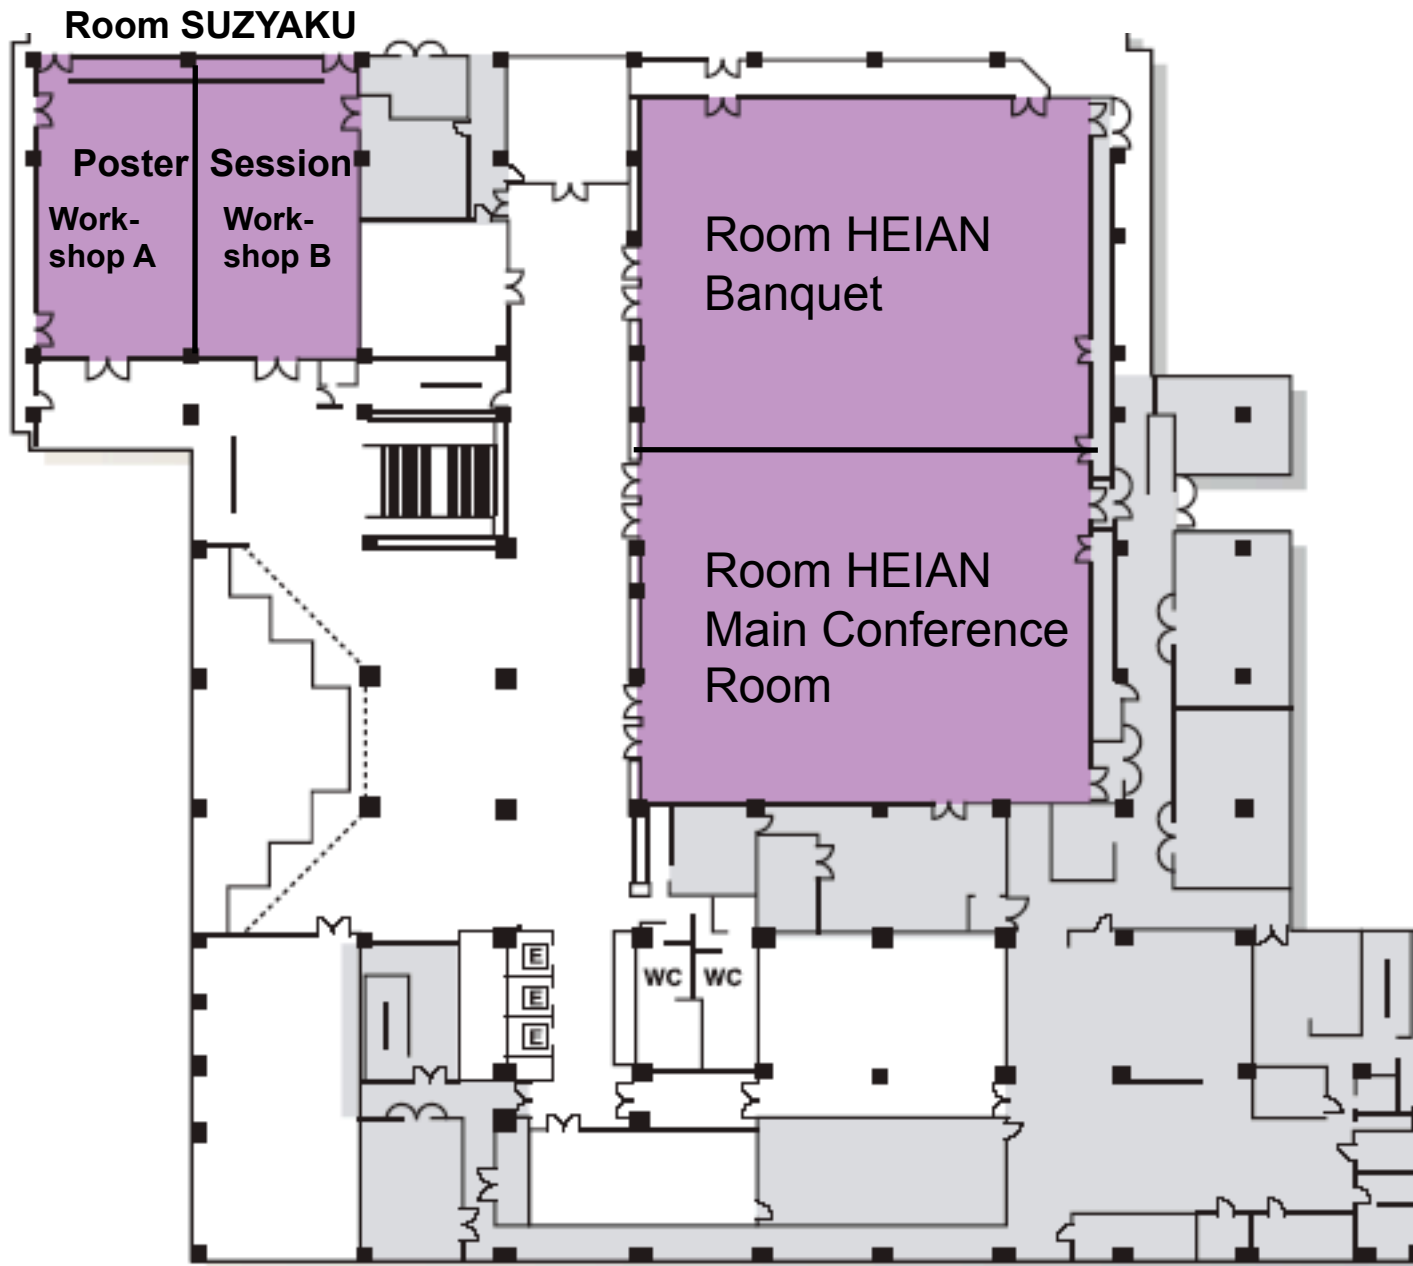 Room SUZYAKU
Poster Session
Work-
shop A
Work-
shop B
Room HEIAN
Banquet
Room HEIAN
Main Conference
Room
E
E
E
WC WC